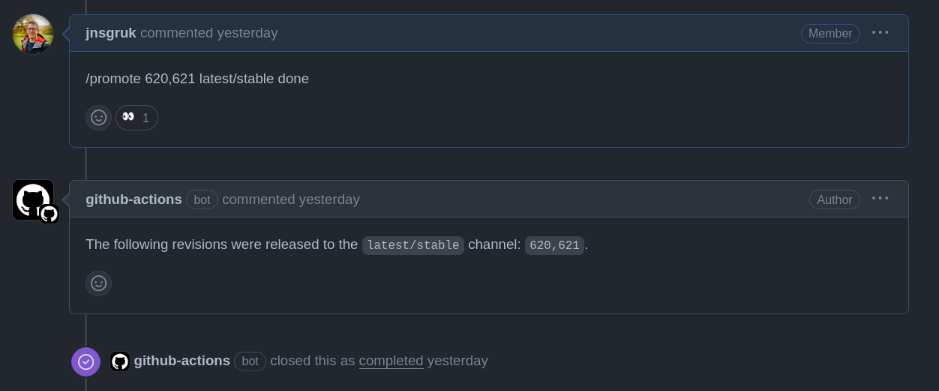 jnsgruk commented yesterday Member
/promote 620,621 latest/stable done
1
github-actions bot commented yesterday Author
The following revisions were released to the latest/stable channel: 620,621.
github-actions bot closed this as completed yesterday